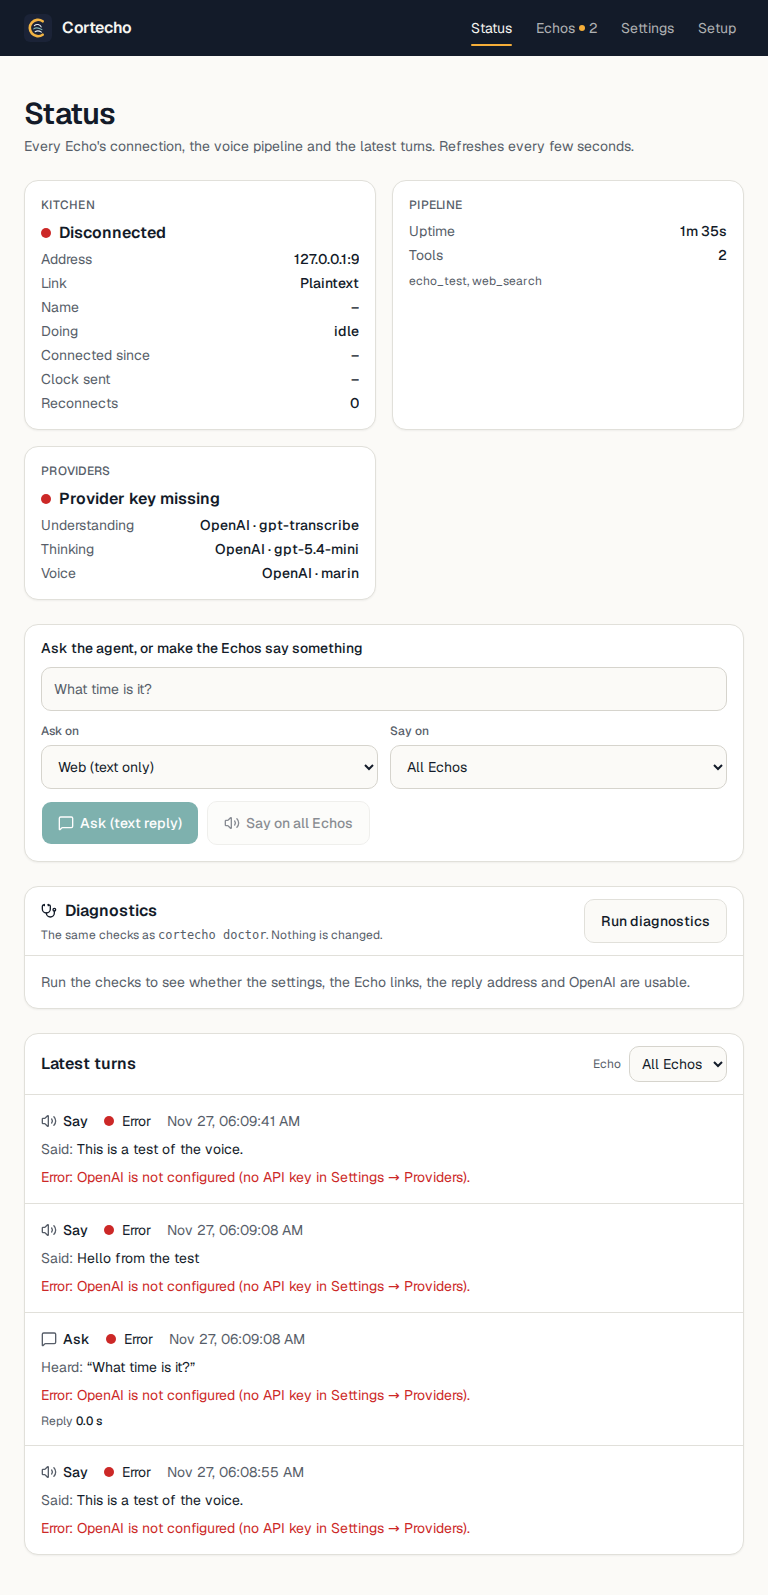 Cortecho
Status
Echos 2
Settings
Setup
Status
Every Echo's connection, the voice pipeline and the latest turns. Refreshes every few seconds.
KITCHEN
Disconnected
Address 127.0.0.1:9
Link Plaintext
Name –
Doing idle
Connected since –
Clock sent –
Reconnects 0
PIPELINE
Uptime 1m 35s
Tools 2
echo_test, web_search
PROVIDERS
Provider key missing
Understanding OpenAI · gpt-transcribe
Thinking OpenAI · gpt-5.4-mini
Voice OpenAI · marin
Ask the agent, or make the Echos say something
What time is it?
Ask on
Web (text only)
Say on
All Echos
Ask (text reply)
Say on all Echos
Diagnostics
The same checks as cortecho doctor. Nothing is changed.
Run diagnostics
Run the checks to see whether the settings, the Echo links, the reply address and OpenAI are usable.
Latest turns
Echo All Echos
Say Error Nov 27, 06:09:41 AM
Said: This is a test of the voice.
Error: OpenAI is not configured (no API key in Settings → Providers).
Say Error Nov 27, 06:09:08 AM
Said: Hello from the test
Error: OpenAI is not configured (no API key in Settings → Providers).
Ask Error Nov 27, 06:09:08 AM
Heard: “What time is it?”
Error: OpenAI is not configured (no API key in Settings → Providers).
Reply 0.0 s
Say Error Nov 27, 06:08:55 AM
Said: This is a test of the voice.
Error: OpenAI is not configured (no API key in Settings → Providers).